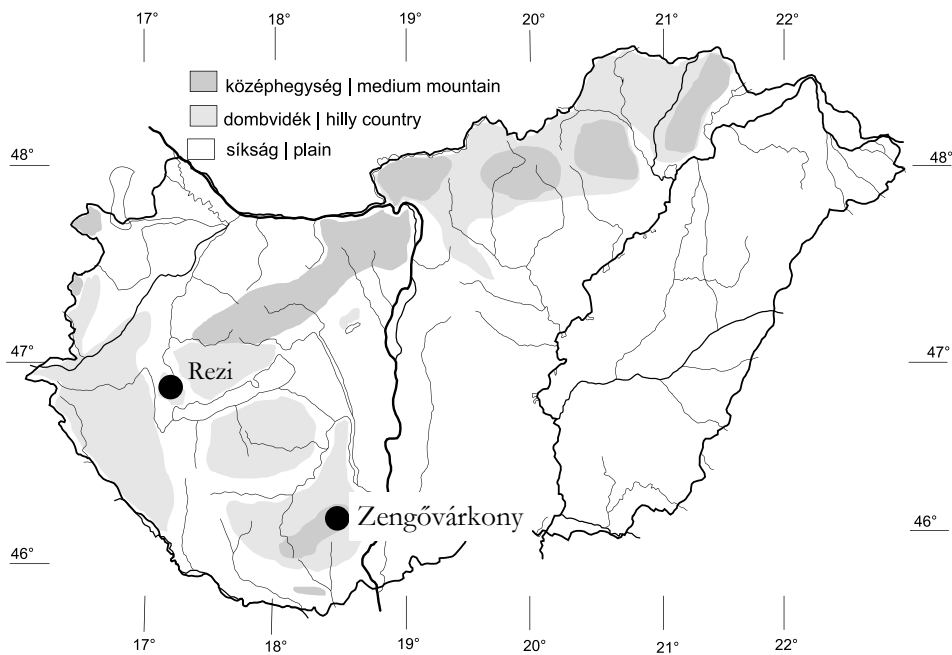 17° 18° 19° 20° 21° 22°
középhegység | medium mountain
dombvidék | hilly country
síkság | plain
48° 48°
47° 47°
Rezi
Zengővárkony
46° 46°
17° 18° 19° 20° 21° 22°